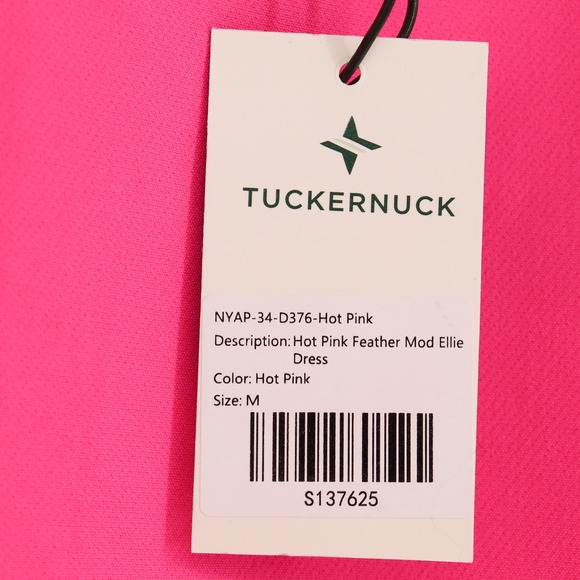 TUCKERNUCK
NYAP-34-D376-Hot Pink
Description: Hot Pink Feather Mod Ellie
Dress
Color: Hot Pink
Size: M
S137625